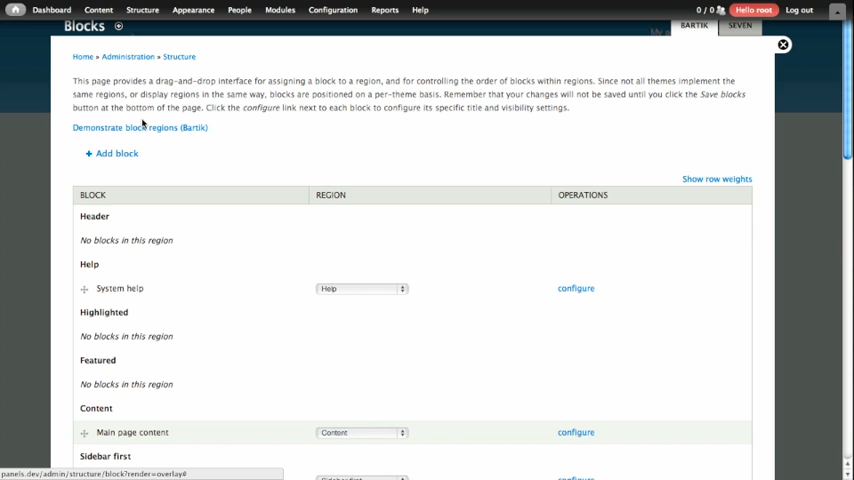 Dashboard Content Structure Appearance People Modules Configuration Reports Help 0 / 0 Hello root Log out
Blocks
BARTIK SEVEN
Home » Administration » Structure
This page provides a drag-and-drop interface for assigning a block to a region, and for controlling the order of blocks within regions. Since not all themes implement the
same regions, or display regions in the same way, blocks are positioned on a per-theme basis. Remember that your changes will not be saved until you click the Save blocks
button at the bottom of the page. Click the configure link next to each block to configure its specific title and visibility settings.
Demonstrate block regions (Bartik)
+ Add block
Show row weights
BLOCK REGION OPERATIONS
Header
No blocks in this region
Help
System help Help configure
Highlighted
No blocks in this region
Featured
No blocks in this region
Content
Main page content Content configure
Sidebar first
Sidebar first
panels.dev/admin/structure/block?render=overlay#